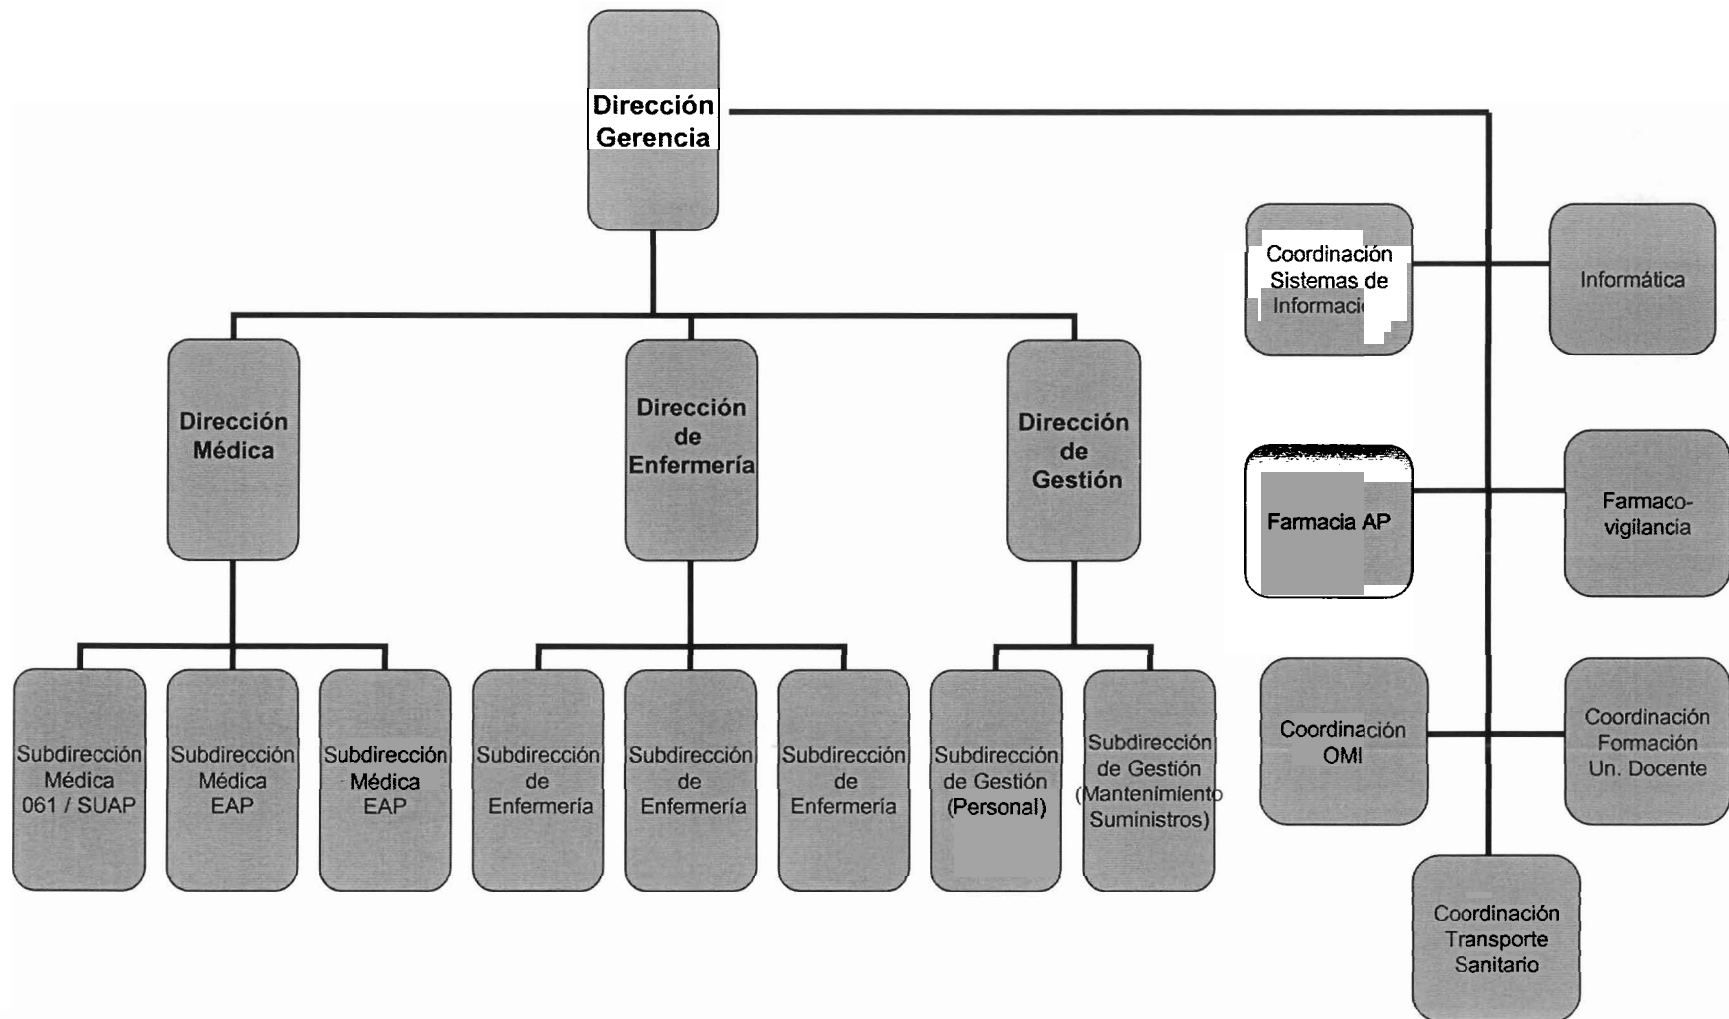 Dirección
Gerencia
Coordinación
Sistemas de
Informaci
Informática
Dirección
Médica
Dirección
de
Enfermería
Dirección
de
Gestión
Farmacia AP
Farmaco-
vigilancia
Subdirección
Médica
061 / SUAP
Subdirección
Médica
EAP
Subdirección
Médica
EAP
Subdirección
de
Enfermería
Subdirección
de
Enfermería
Subdirección
de
Enfermería
Subdirección
de Gestión
(Personal)
Subdirección
de Gestión
(Mantenimiento
Suministros)
Coordinación
OMI
Coordinación
Formación
Un. Docente
Coordinación
Transporte
Sanitario